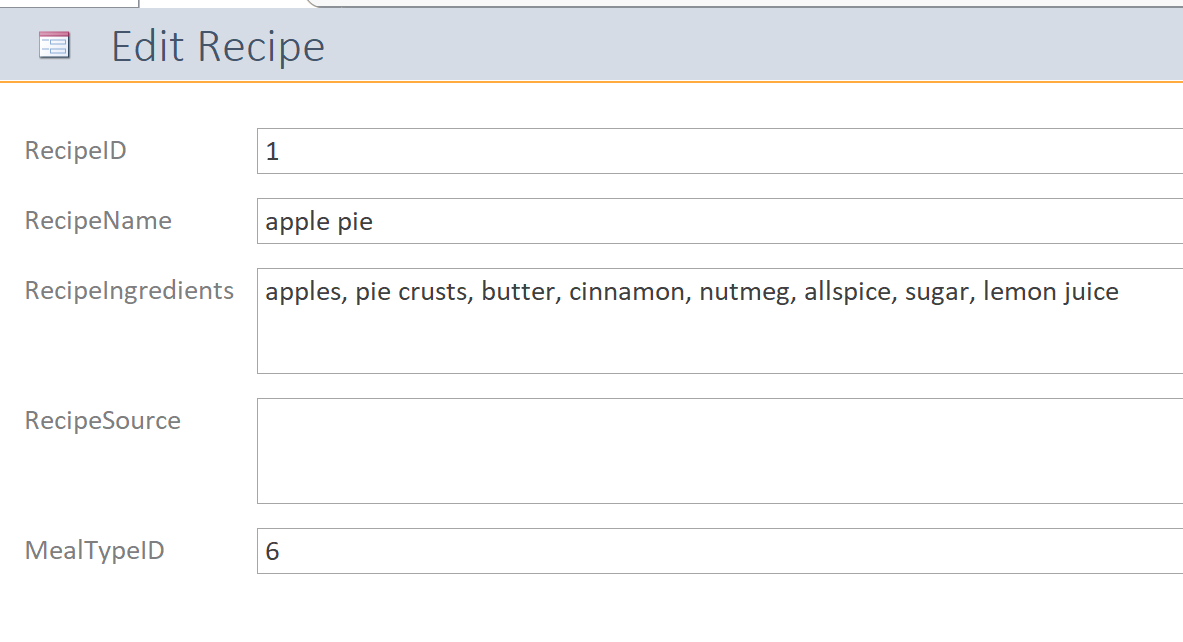 Edit Recipe
RecipeID
1
RecipeName
apple pie
RecipeIngredients
apples, pie crusts, butter, cinnamon, nutmeg, allspice, sugar, lemon juice
RecipeSource
MealTypeID
6